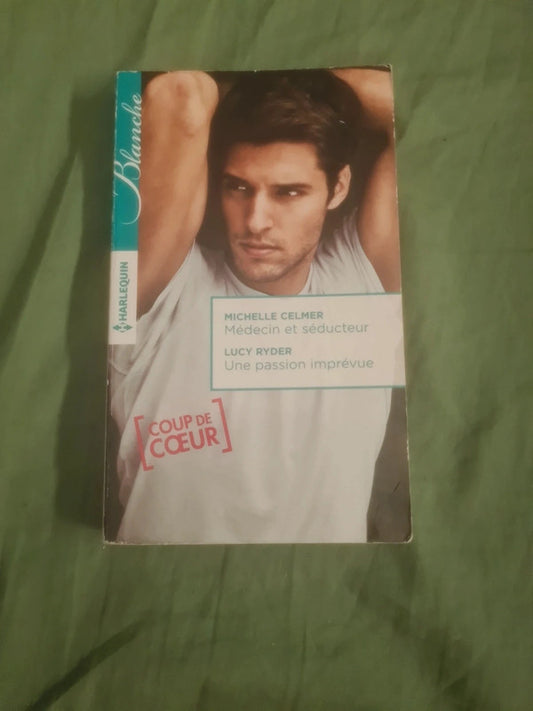 Blanche
HARLEQUIN
MICHELLE CELMER
Médecin et séducteur
LUCY RYDER
Une passion imprévue
COUP DE
CŒUR